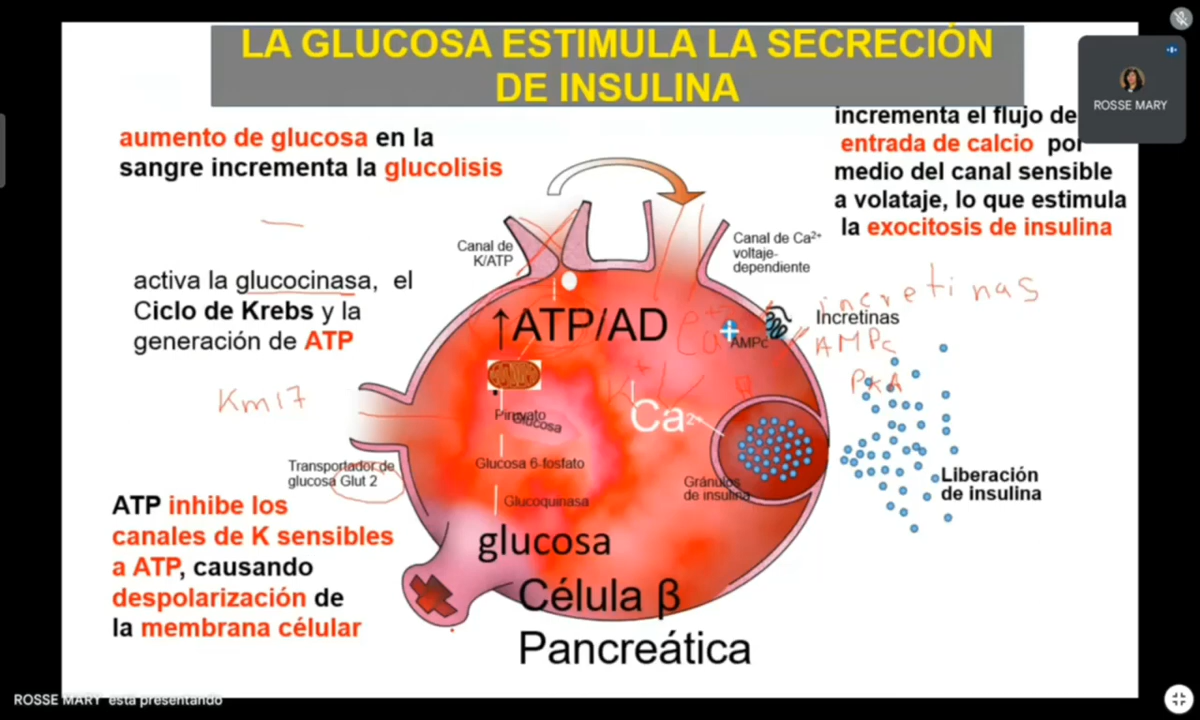 LA GLUCOSA ESTIMULA LA SECRECIÓN
DE INSULINA
ROSSE MARY
aumento de glucosa en la
sangre incrementa la glucolisis
incrementa el flujo de
entrada de calcio por
medio del canal sensible
a volataje, lo que estimula
la exocitosis de insulina
activa la glucocinasa, el
Ciclo de Krebs y la
generación de ATP
Km17
Canal de
K/ATP
Canal de Ca²⁺
voltaje-
dependiente
incretinas
Incretinas
AMPc
PKA
↑ATP/AD
Ca⁺⁺
AMPc
K⁺
Piruvato
Glucosa
Ca²⁺
Glucosa 6-fosfato
Glucoquinasa
glucosa
Transportador de
glucosa Glut 2
Gránulos
de insulina
Liberación
de insulina
ATP inhibe los
canales de K sensibles
a ATP, causando
despolarización de
la membrana célular
Célula β
Pancreática
ROSSE MARY está presentando